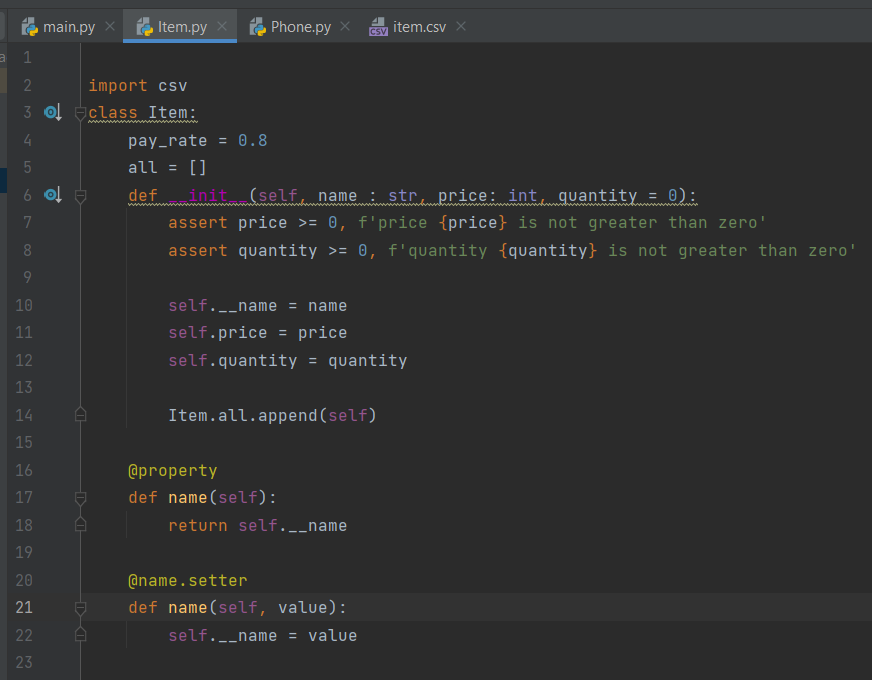 main.py Item.py Phone.py item.csv
1
2 import csv
3 class Item:
4 pay_rate = 0.8
5 all = []
6 def __init__(self, name : str, price: int, quantity = 0):
7 assert price >= 0, f'price {price} is not greater than zero'
8 assert quantity >= 0, f'quantity {quantity} is not greater than zero'
9
10 self.__name = name
11 self.price = price
12 self.quantity = quantity
13
14 Item.all.append(self)
15
16 @property
17 def name(self):
18 return self.__name
19
20 @name.setter
21 def name(self, value):
22 self.__name = value
23